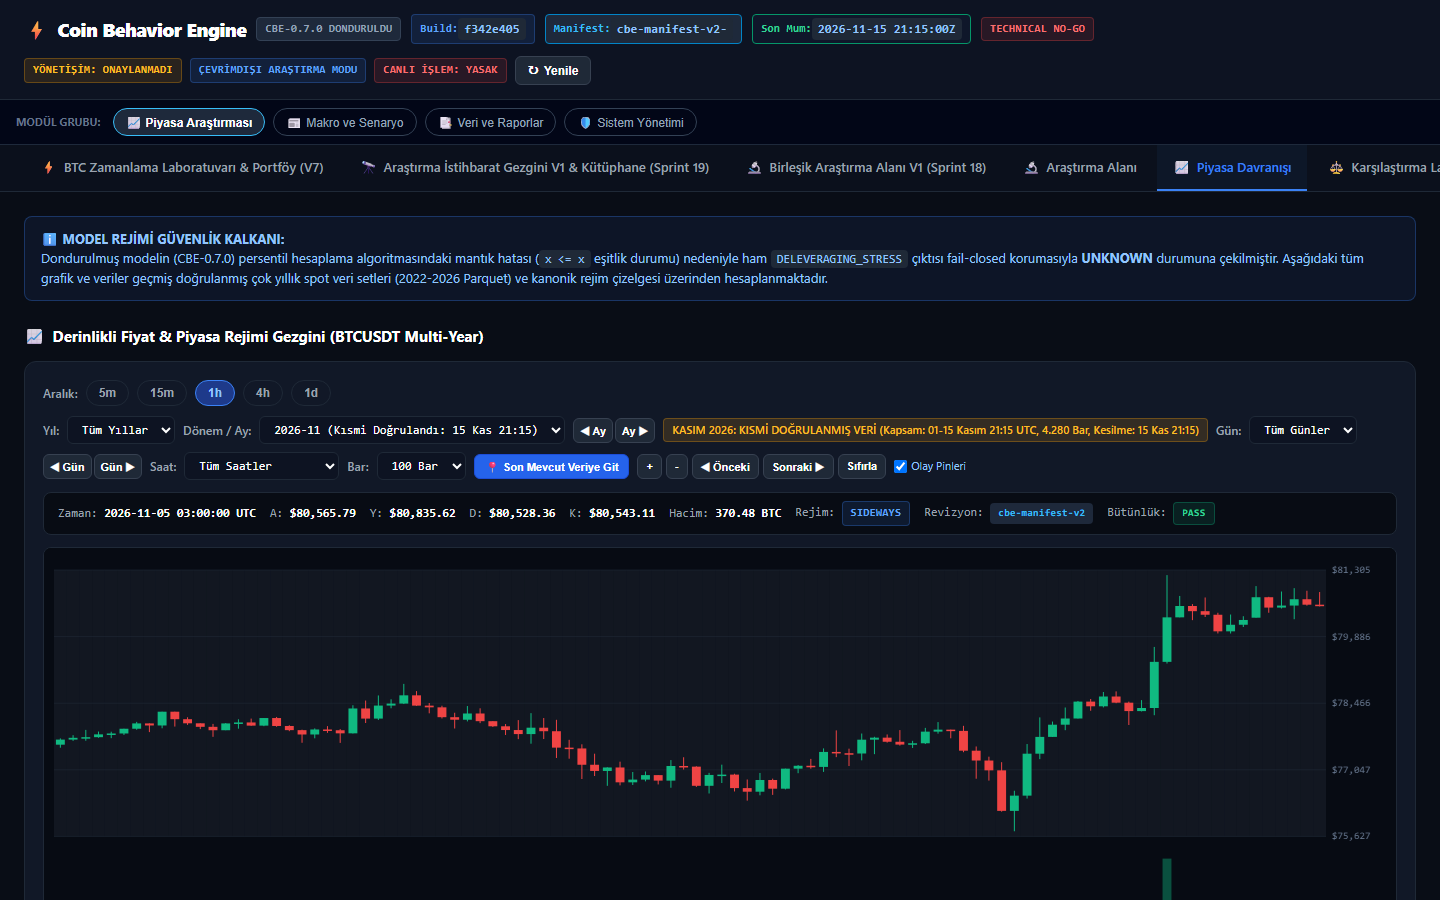 Coin Behavior Engine CBE-0.7.0 DONDURULDU Build: f342e405 Manifest: cbe-manifest-v2- Son Mum: 2026-11-15 21:15:00Z TECHNICAL NO-GO
YÖNETİŞİM: ONAYLANMADI ÇEVRİMDIŞI ARAŞTIRMA MODU CANLI İŞLEM: YASAK ↻ Yenile
MODÜL GRUBU: Piyasa Araştırması Makro ve Senaryo Veri ve Raporlar Sistem Yönetimi
BTC Zamanlama Laboratuvarı & Portföy (V7) Araştırma İstihbarat Gezgini V1 & Kütüphane (Sprint 19) Birleşik Araştırma Alanı V1 (Sprint 18) Araştırma Alanı Piyasa Davranışı Karşılaştırma La
MODEL REJİMİ GÜVENLİK KALKANI:
Dondurulmuş modelin (CBE-0.7.0) persentil hesaplama algoritmasındaki mantık hatası ( x <= x eşitlik durumu) nedeniyle ham DELEVERAGING_STRESS çıktısı fail-closed korumasıyla UNKNOWN durumuna çekilmiştir. Aşağıdaki tüm
grafik ve veriler geçmiş doğrulanmış çok yıllık spot veri setleri (2022-2026 Parquet) ve kanonik rejim çizelgesi üzerinden hesaplanmaktadır.
Derinlikli Fiyat & Piyasa Rejimi Gezgini (BTCUSDT Multi-Year)
Aralık: 5m 15m 1h 4h 1d
Yıl: Tüm Yıllar Dönem / Ay: 2026-11 (Kısmi Doğrulandı: 15 Kas 21:15) ◀ Ay Ay ▶ KASIM 2026: KISMİ DOĞRULANMIŞ VERİ (Kapsam: 01-15 Kasım 21:15 UTC, 4.280 Bar, Kesilme: 15 Kas 21:15) Gün: Tüm Günler
◀ Gün Gün ▶ Saat: Tüm Saatler Bar: 100 Bar Son Mevcut Veriye Git + - ◀ Önceki Sonraki ▶ Sıfırla Olay Pinleri
Zaman: 2026-11-05 03:00:00 UTC A: $80,565.79 Y: $80,835.62 D: $80,528.36 K: $80,543.11 Hacim: 370.48 BTC Rejim: SIDEWAYS Revizyon: cbe-manifest-v2 Bütünlük: PASS
$81,305
$79,886
$78,466
$77,047
$75,627